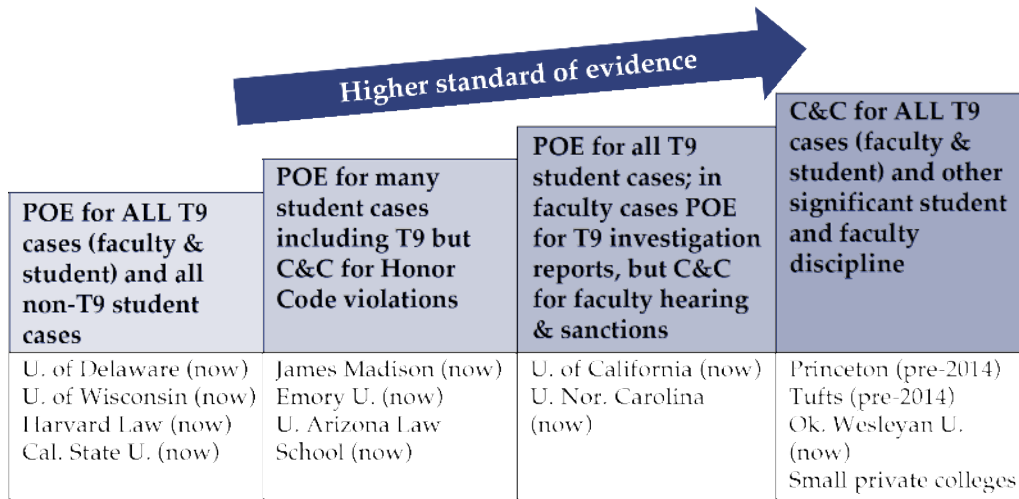 Higher standard of evidence
POE for ALL T9
cases (faculty &
student) and all
non-T9 student
cases
U. of Delaware (now)
U. of Wisconsin (now)
Harvard Law (now)
Cal. State U. (now)
POE for many
student cases
including T9 but
C&C for Honor
Code violations
James Madison (now)
Emory U. (now)
U. Arizona Law
School (now)
POE for all T9
student cases; in
faculty cases POE
for T9 investigation
reports, but C&C
for faculty hearing
& sanctions
U. of California (now)
U. Nor. Carolina
(now)
C&C for ALL T9
cases (faculty &
student) and other
significant student
and faculty
discipline
Princeton (pre-2014)
Tufts (pre-2014)
Ok. Wesleyan U.
(now)
Small private colleges